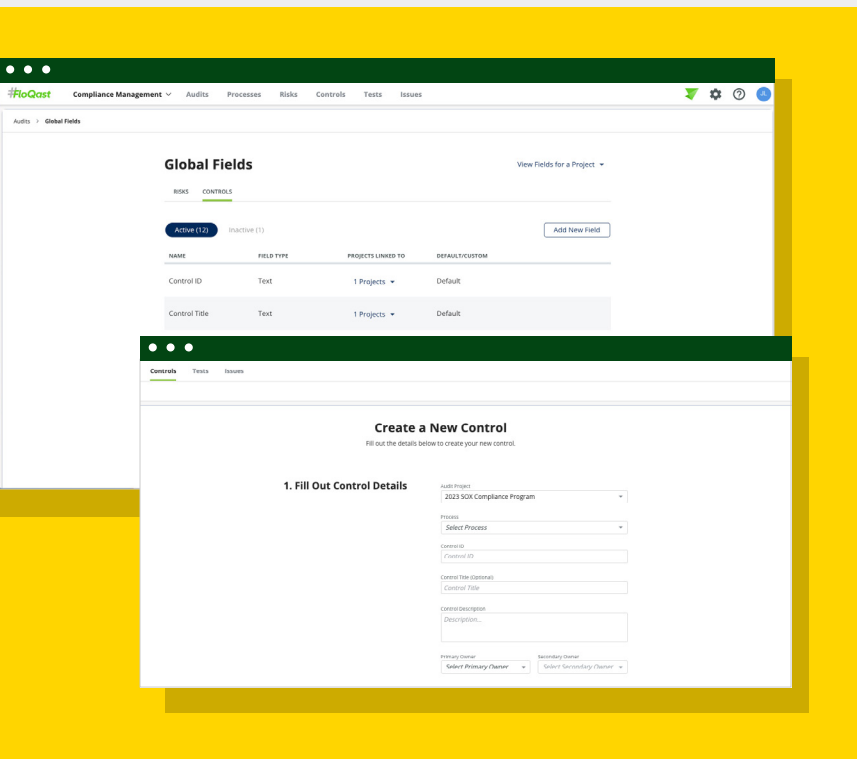 FloQast Compliance Management Audits Processes Risks Controls Tests Issues
JL
Audits > Global Fields
Global Fields
View Fields for a Project
RISKS CONTROLS
Active (12) Inactive (1) Add New Field
NAME FIELD TYPE PROJECTS LINKED TO DEFAULT/CUSTOM
Control ID Text 1 Projects Default
Control Title Text 1 Projects Default
Controls Tests Issues
Create a New Control
Fill out the details below to create your new control.
1. Fill Out Control Details
Audit Project
2023 SOX Compliance Program
Process
Select Process
Control ID
Control ID
Control Title (Optional)
Control Title
Control Description
Description...
Primary Owner Secondary Owner
Select Primary Owner Select Secondary Owner